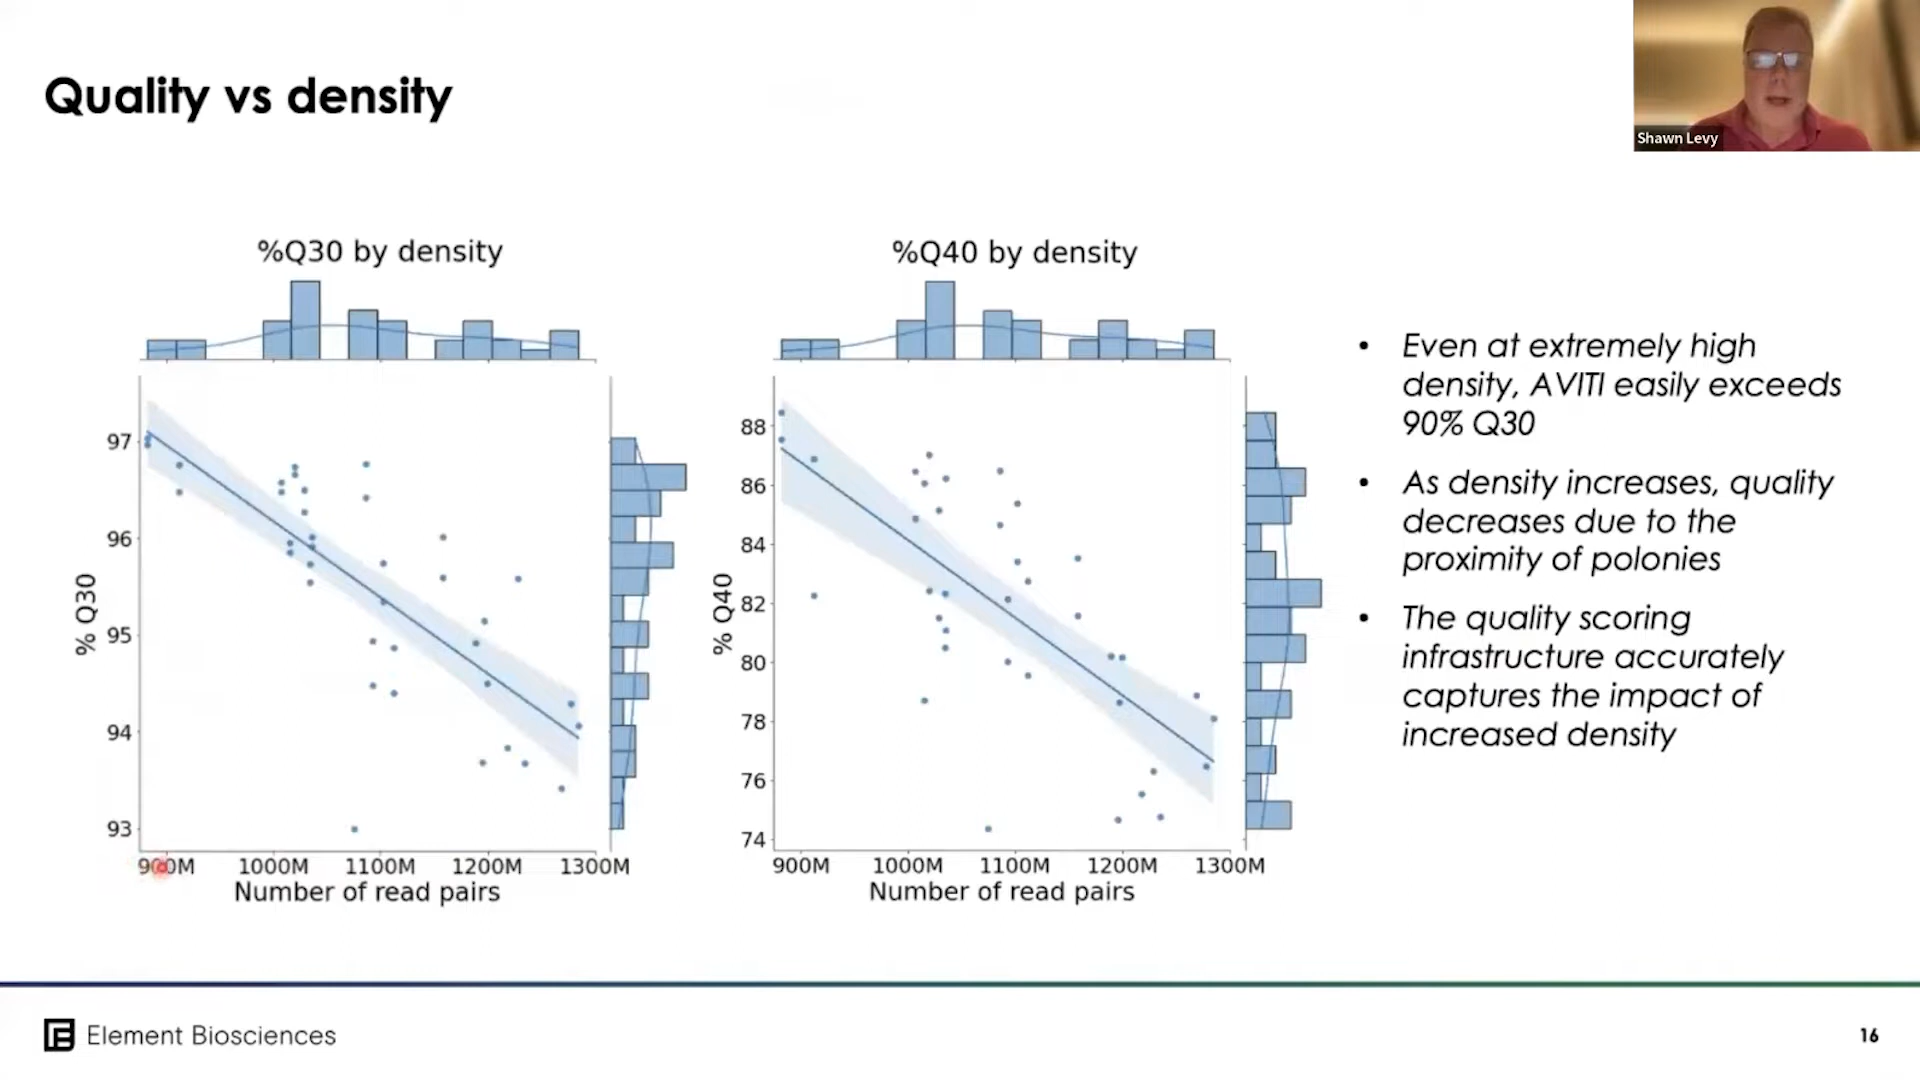 Quality vs density
Shawn Levy
%Q30 by density
97
96
95
94
93
% Q30
900M 1000M 1100M 1200M 1300M
Number of read pairs
%Q40 by density
88
86
84
82
80
78
76
74
% Q40
900M 1000M 1100M 1200M 1300M
Number of read pairs
• Even at extremely high
density, AVITI easily exceeds
90% Q30
• As density increases, quality
decreases due to the
proximity of polonies
• The quality scoring
infrastructure accurately
captures the impact of
increased density
Element Biosciences
16